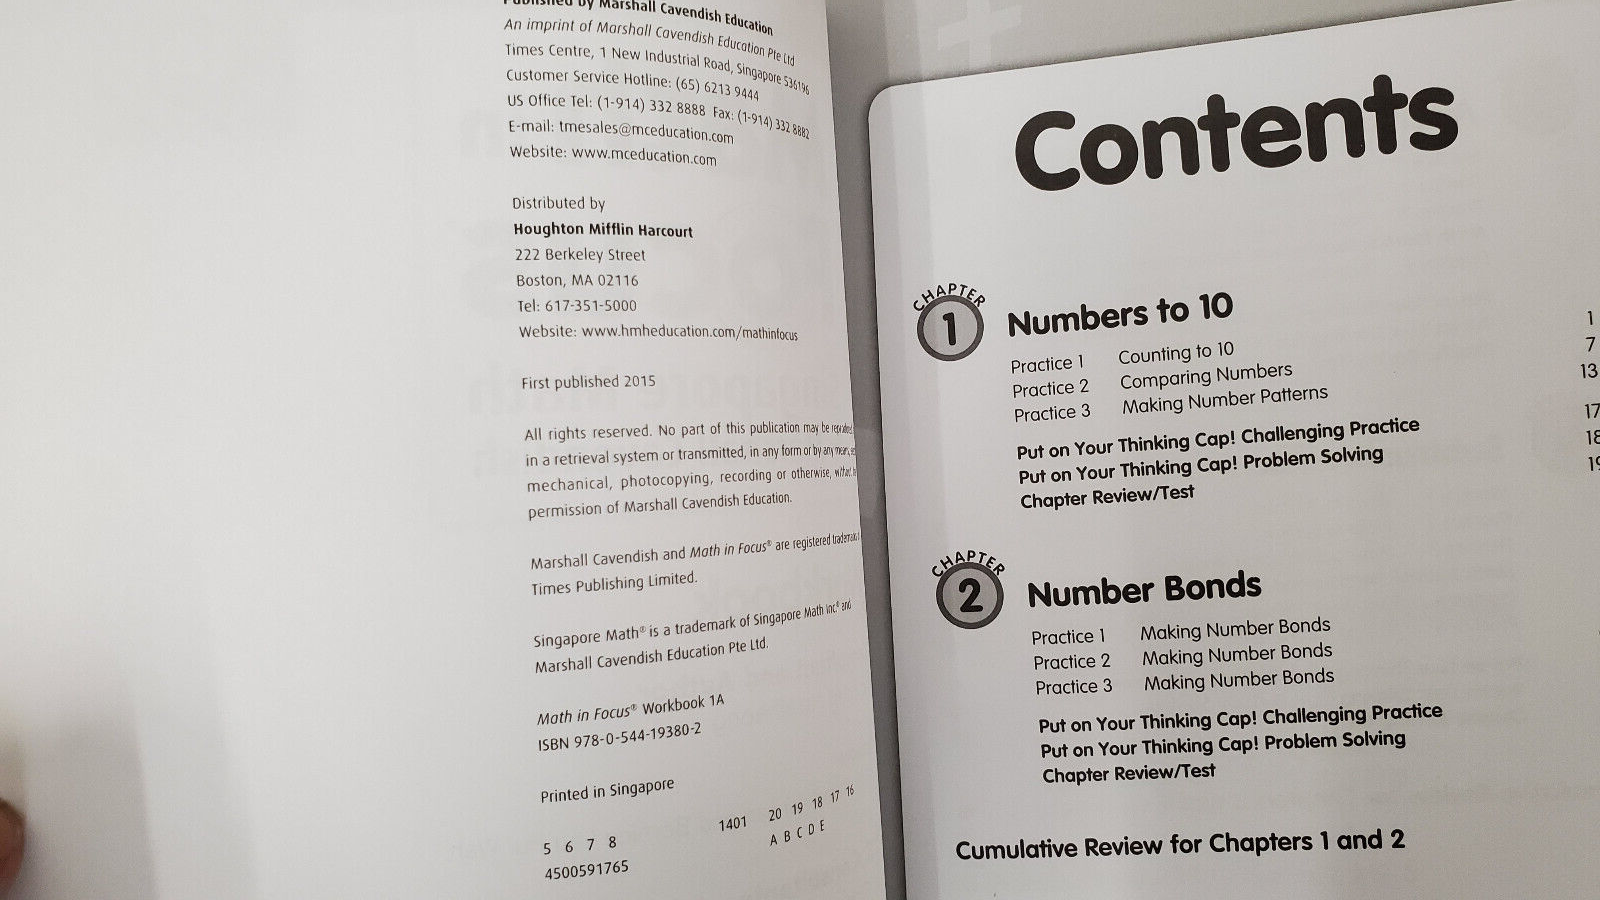 Published by Marshall Cavendish Education
An imprint of Marshall Cavendish Education Pte Ltd
Times Centre, 1 New Industrial Road, Singapore 536196
Customer Service Hotline: (65) 6213 9444
US Office Tel: (1-914) 332 8888 Fax: (1-914) 332 8882
E-mail: tmesales@mceducation.com
Website: www.mceducation.com
Distributed by
Houghton Mifflin Harcourt
222 Berkeley Street
Boston, MA 02116
Tel: 617-351-5000
Website: www.hmheducation.com/mathinfocus
First published 2015
All rights reserved. No part of this publication may be
in a retrieval system or transmitted, in any form or by any means,
mechanical, photocopying, recording or otherwise,
permission of Marshall Cavendish Education.
Marshall Cavendish and Math in Focus® are registered
Times Publishing Limited.
Singapore Math® is a trademark of Singapore Math Inc® and
Marshall Cavendish Education Pte Ltd.
Math in Focus® Workbook 1A
ISBN 978-0-544-19380-2
Printed in Singapore
5 6 7 8 1401 20 19 18 17 16
4500591765 A B C D E
Contents
CHAPTER
1 Numbers to 10
Practice 1 Counting to 10 1
Practice 2 Comparing Numbers 7
Practice 3 Making Number Patterns 13
Put on Your Thinking Cap! Challenging Practice 17
Put on Your Thinking Cap! Problem Solving 18
Chapter Review/Test 19
CHAPTER
2 Number Bonds
Practice 1 Making Number Bonds
Practice 2 Making Number Bonds
Practice 3 Making Number Bonds
Put on Your Thinking Cap! Challenging Practice
Put on Your Thinking Cap! Problem Solving
Chapter Review/Test
Cumulative Review for Chapters 1 and 2